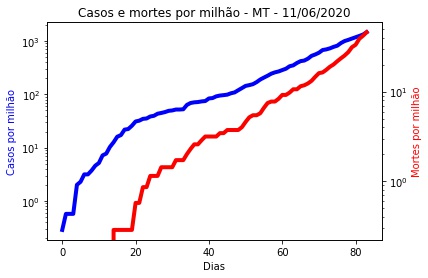 Casos e mortes por milhão - MT - 11/06/2020
Casos por milhão
10³
10²
10¹
10⁰
10¹
10⁰
Mortes por milhão
0
20
40
60
80
Dias